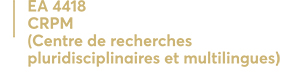 EA 4418
CRPM
(Centre de recherches
pluridisciplinaires et multilingues)